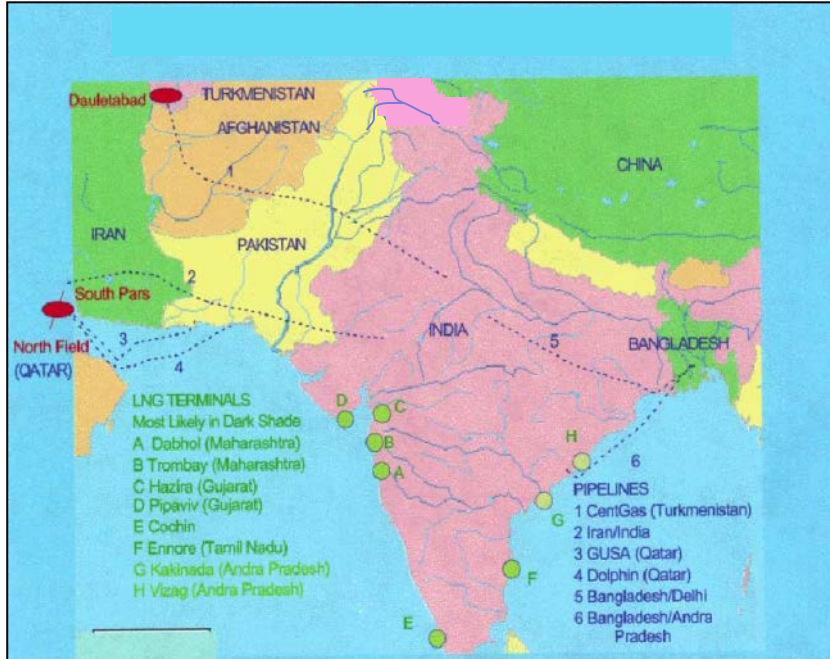 Dauletabad
TURKMENISTAN
AFGHANISTAN
CHINA
1
IRAN
PAKISTAN
2
South Pars
North Field
(QATAR)
3
4
INDIA
BANGLADESH
5
LNG TERMINALS
Most Likely in Dark Shade
A Dabhol (Maharashtra)
B Trombay (Maharashtra)
C Hazira (Gujarat)
D Pipaviv (Gujarat)
E Cochin
F Ennore (Tamil Nadu)
G Kakinada (Andra Pradesh)
H Vizag (Andra Pradesh)
D
C
B
A
H
G
F
E
6
PIPELINES
1 CentGas (Turkmenistan)
2 Iran/India
3 GUSA (Qatar)
4 Dolphin (Qatar)
5 Bangladesh/Delhi
6 Bangladesh/Andra
Pradesh